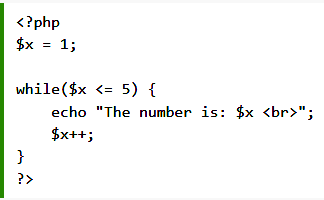 <?php
$x = 1;

while($x <= 5) {
    echo "The number is: $x <br>";
    $x++;
}
?>